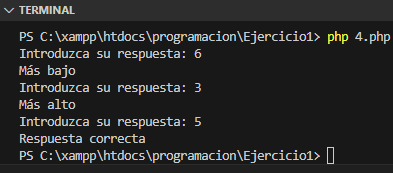 TERMINAL
PS C:\xampp\htdocs\programacion\Ejercicio1> php 4.php
Introduzca su respuesta: 6
Más bajo
Introduzca su respuesta: 3
Más alto
Introduzca su respuesta: 5
Respuesta correcta
PS C:\xampp\htdocs\programacion\Ejercicio1>